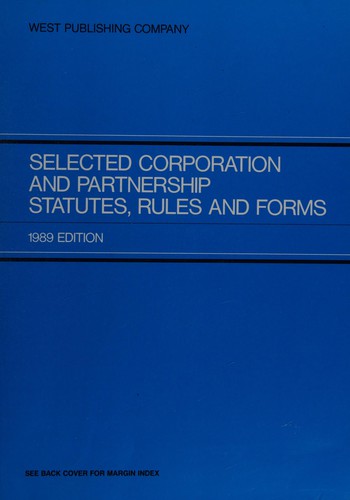 WEST PUBLISHING COMPANY
SELECTED CORPORATION
AND PARTNERSHIP
STATUTES, RULES AND FORMS
1989 EDITION
SEE BACK COVER FOR MARGIN INDEX